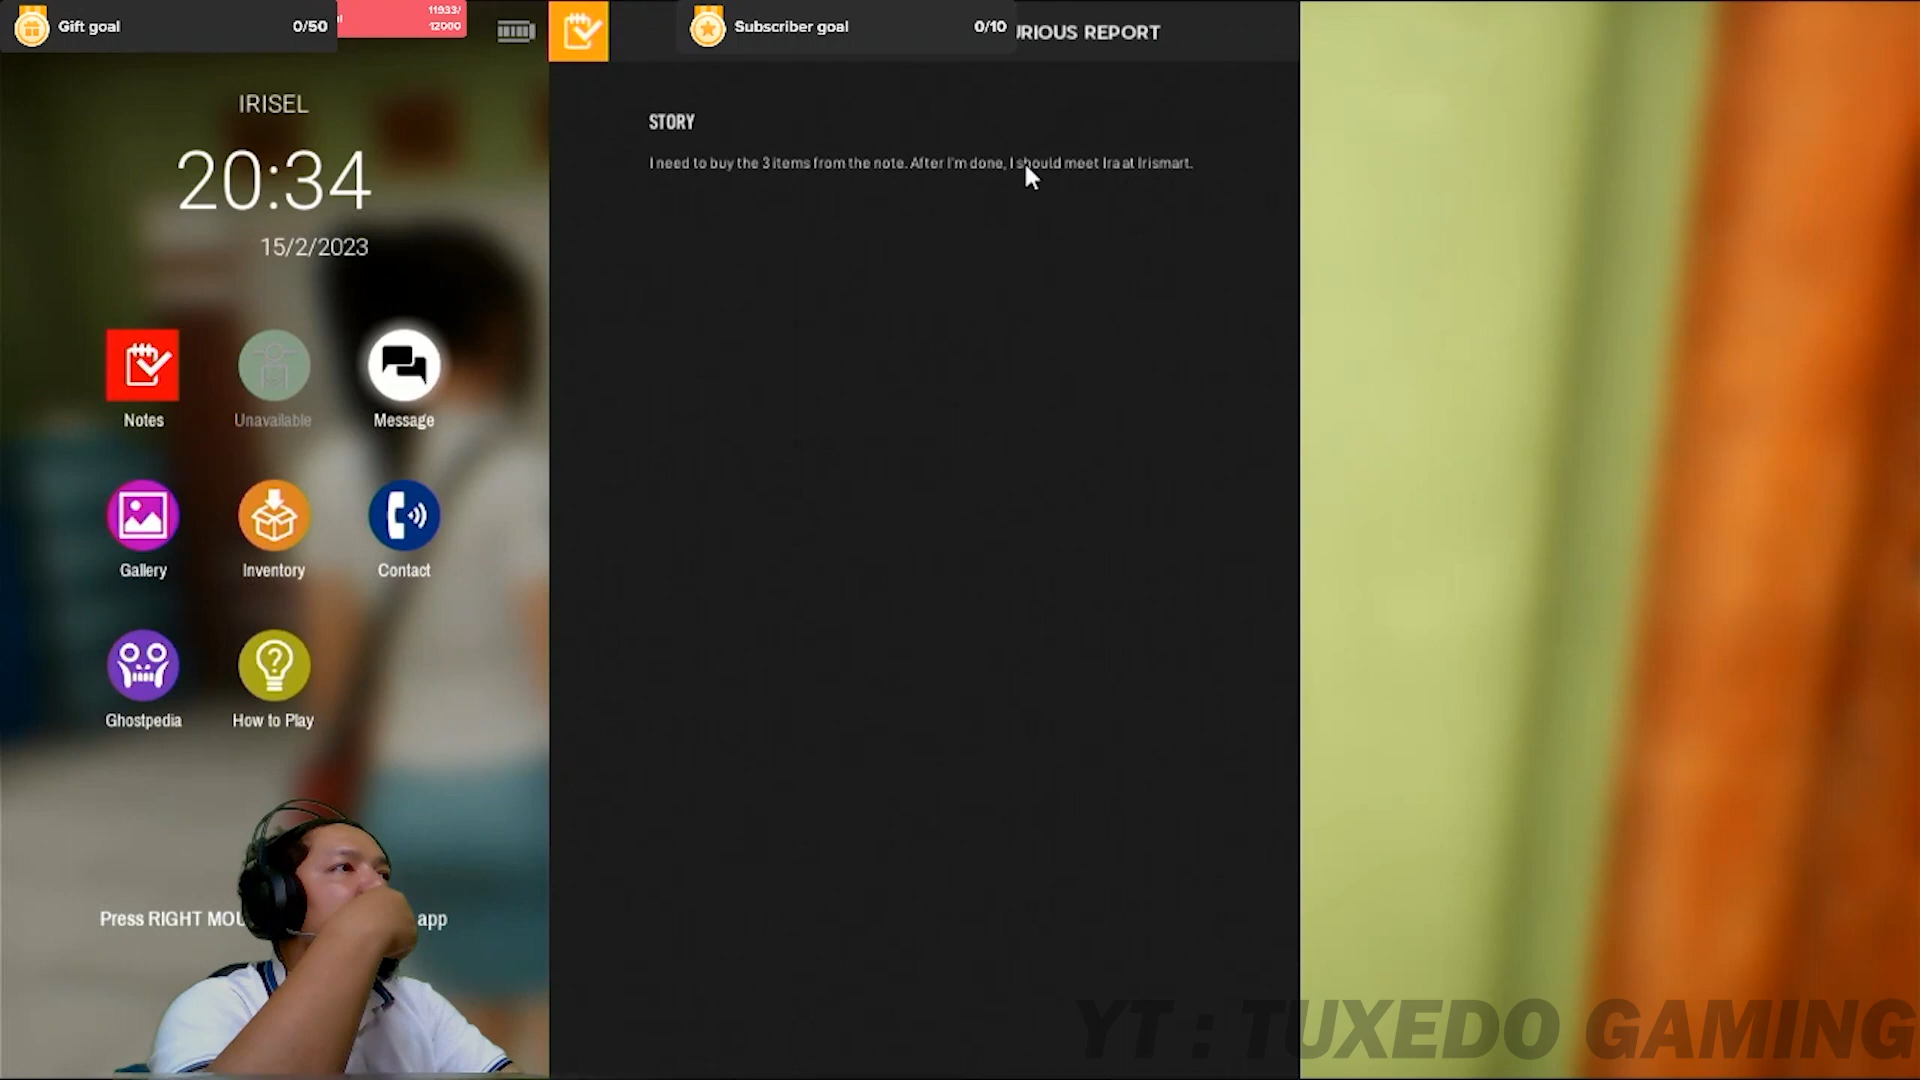 Gift goal
0/50
11933/
12000
Subscriber goal
0/10
URIOUS REPORT
IRISEL
20:34
15/2/2023
STORY
I need to buy the 3 items from the note. After I'm done, I should meet Ira at Irismart.
Notes
Unavailable
Message
Gallery
Inventory
Contact
Ghostpedia
How to Play
Press RIGHT MOU
app
YT : TUXEDO GAMING